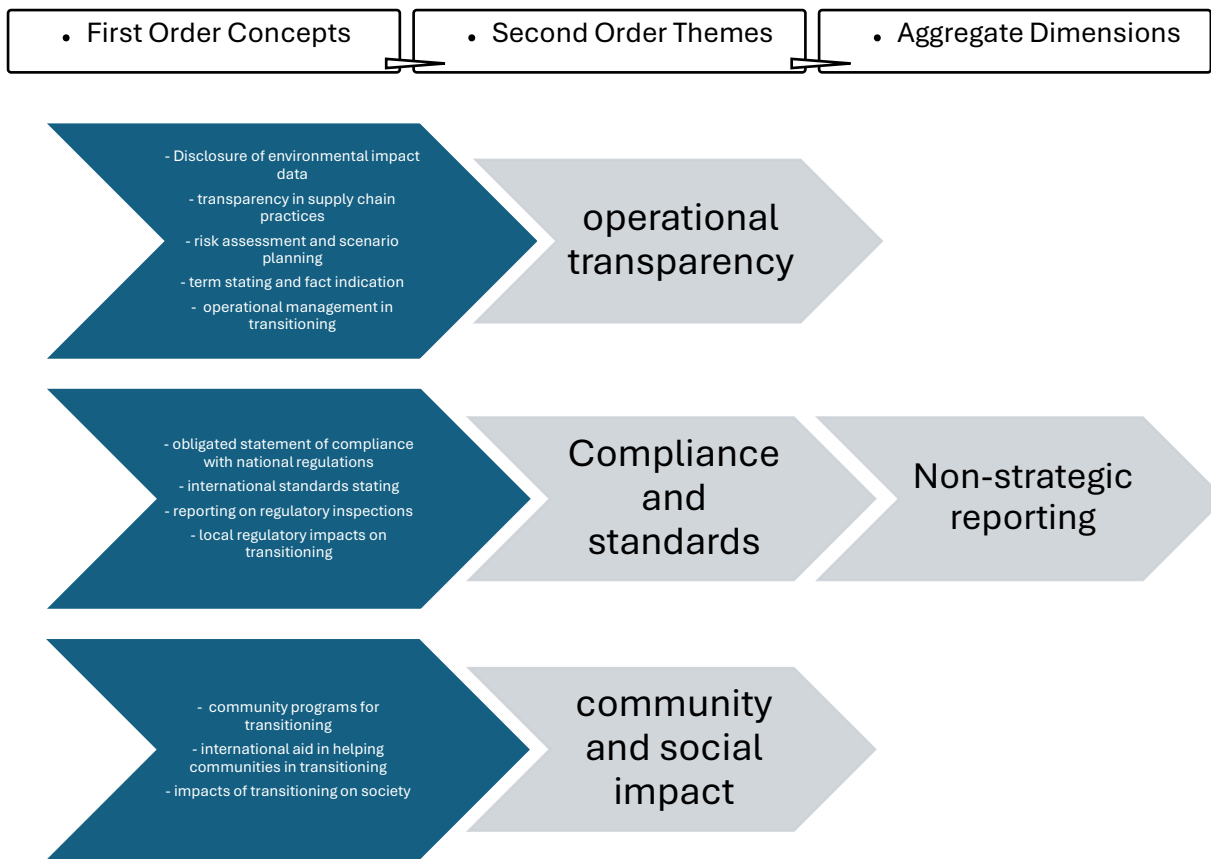 • First Order Concepts
• Second Order Themes
• Aggregate Dimensions
- Disclosure of environmental impact
data
- transparency in supply chain
practices
- risk assessment and scenario
planning
- term stating and fact indication
- operational management in
transitioning
operational
transparency
- obligated statement of compliance
with national regulations
- international standards stating
- reporting on regulatory inspections
- local regulatory impacts on
transitioning
Compliance
and
standards
Non-strategic
reporting
- community programs for
transitioning
- international aid in helping
communities in transitioning
- impacts of transitioning on society
community
and social
impact